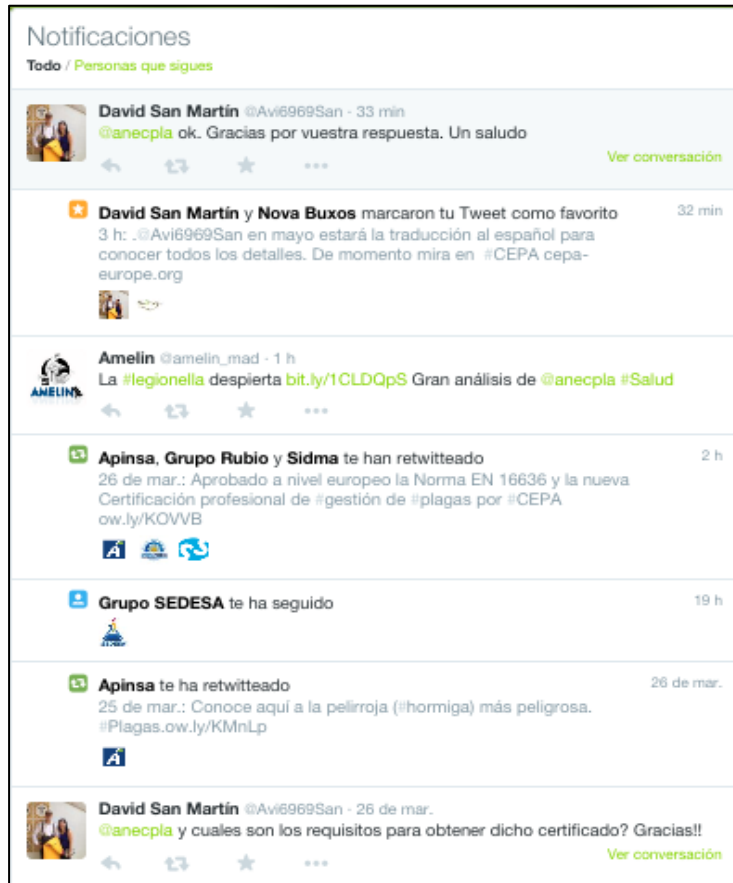 Notificaciones
Todo / Personas que sigues
David San Martín @Avi6969San · 33 min
@anecpla ok. Gracias por vuestra respuesta. Un saludo
Ver conversación
David San Martín y Nova Buxos marcaron tu Tweet como favorito 32 min
3 h: .@Avi6969San en mayo estará la traducción al español para
conocer todos los detalles. De momento mira en #CEPA cepa-
europe.org
Amelin @amelin_mad · 1 h
La #legionella despierta bit.ly/1CLDQpS Gran análisis de @anecpla #Salud
AMELIN
Apinsa, Grupo Rubio y Sidma te han retwitteado 2 h
26 de mar.: Aprobado a nivel europeo la Norma EN 16636 y la nueva
Certificación profesional de #gestión de #plagas por #CEPA
ow.ly/KOVVB
Grupo SEDESA te ha seguido 19 h
Apinsa te ha retwitteado 26 de mar.
25 de mar.: Conoce aquí a la pelirroja (#hormiga) más peligrosa.
#Plagas.ow.ly/KMnLp
David San Martín @Avi6969San · 26 de mar.
@anecpla y cuales son los requisitos para obtener dicho certificado? Gracias!!
Ver conversación